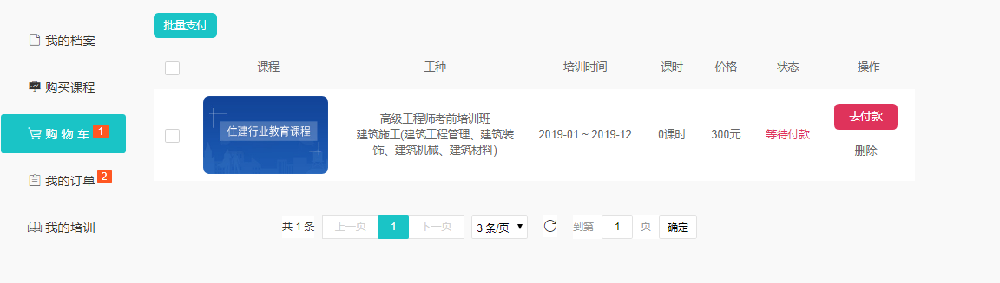 我的档案
购买课程
购 物 车 1
我的订单 2
我的培训
批量支付
课程 工种 培训时间 课时 价格 状态 操作
住建行业教育课程
高级工程师考前培训班
建筑施工(建筑工程管理、建筑装
饰、建筑机械、建筑材料)
2019-01 ~ 2019-12 0课时 300元 等待付款
去付款
删除
共 1 条 上一页 1 下一页 3 条/页 到第 1 页 确定